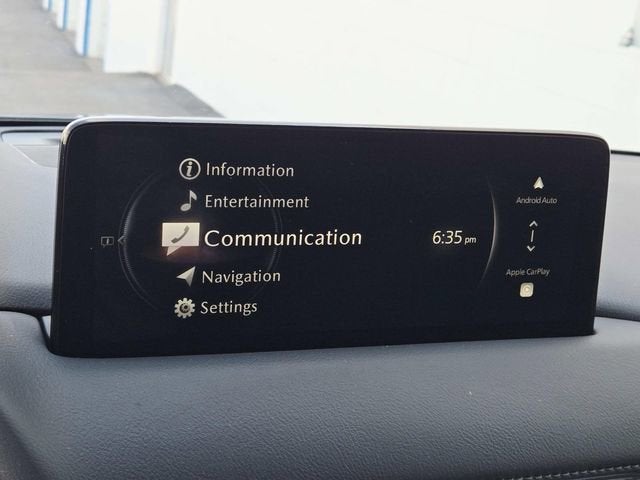 Information
Entertainment
Communication
6:35 pm
Navigation
Settings
Android Auto
Apple CarPlay